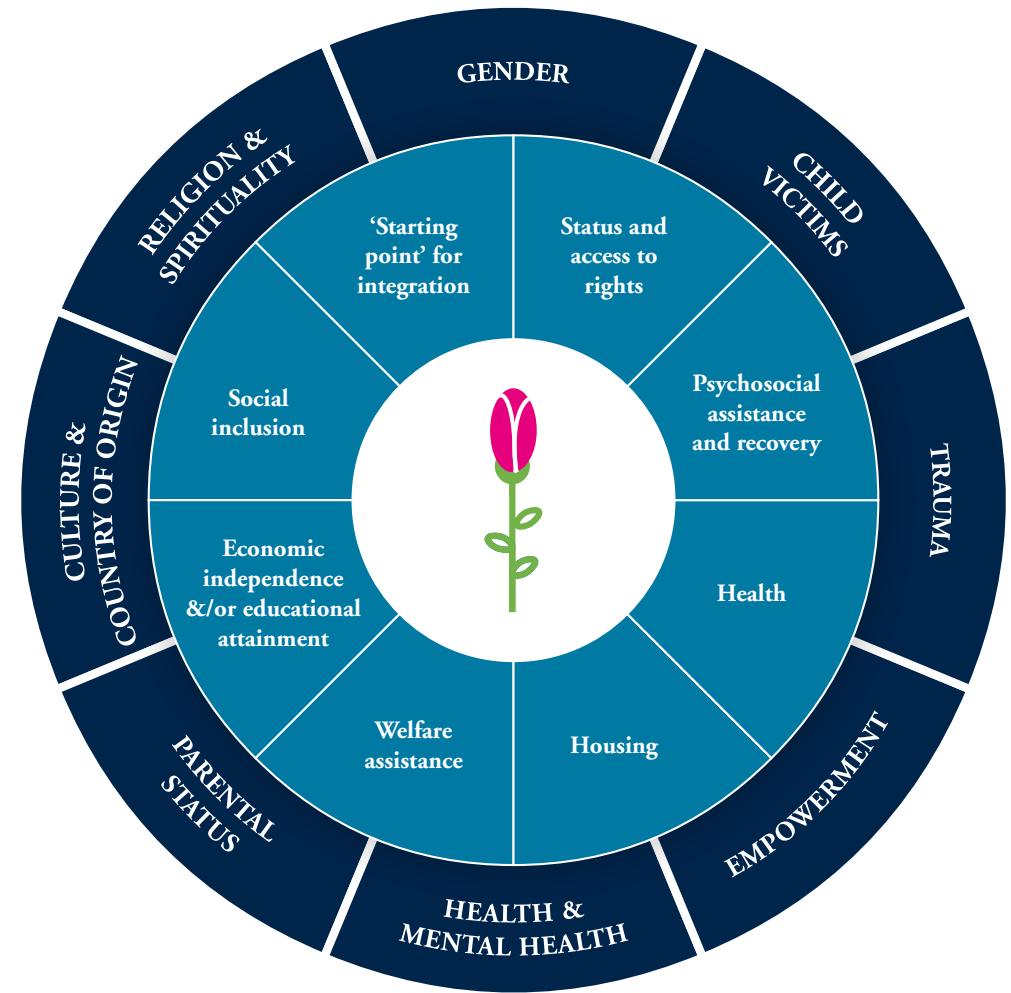 GENDER
CHILD
VICTIMS
TRAUMA
EMPOWERMENT
HEALTH &
MENTAL HEALTH
PARENTAL
STATUS
CULTURE &
COUNTRY OF ORIGIN
RELIGION &
SPIRITUALITY
‘Starting
point’ for
integration
Status and
access to
rights
Psychosocial
assistance
and recovery
Health
Housing
Welfare
assistance
Economic
independence
&/or educational
attainment
Social
inclusion